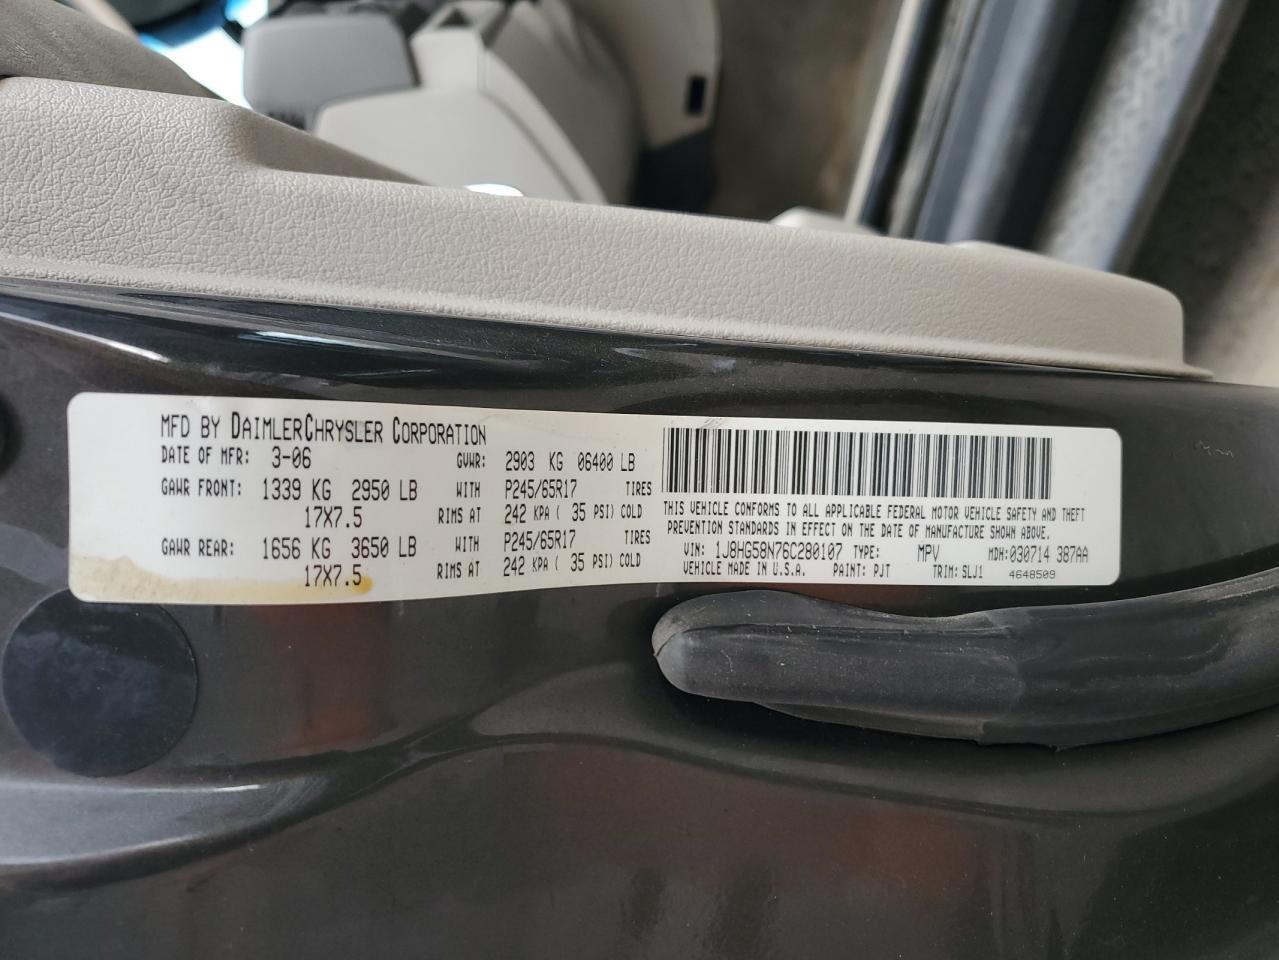 MFD BY DAIMLERCHRYSLER CORPORATION
DATE OF MFR: 3-06 GVWR: 2903 KG 06400 LB
GAWR FRONT: 1339 KG 2950 LB WITH P245/65R17 TIRES
17X7.5 RIMS AT 242 KPA ( 35 PSI) COLD
GAWR REAR: 1656 KG 3650 LB WITH P245/65R17 TIRES
17X7.5 RIMS AT 242 KPA ( 35 PSI) COLD
THIS VEHICLE CONFORMS TO ALL APPLICABLE FEDERAL MOTOR VEHICLE SAFETY AND THEFT
PREVENTION STANDARDS IN EFFECT ON THE DATE OF MANUFACTURE SHOWN ABOVE.
VIN: 1J8HG58N76C280107 TYPE: MPV MDH: 030714 387AA
VEHICLE MADE IN U.S.A. PAINT: PJT TRIM: SLJ1 4648509